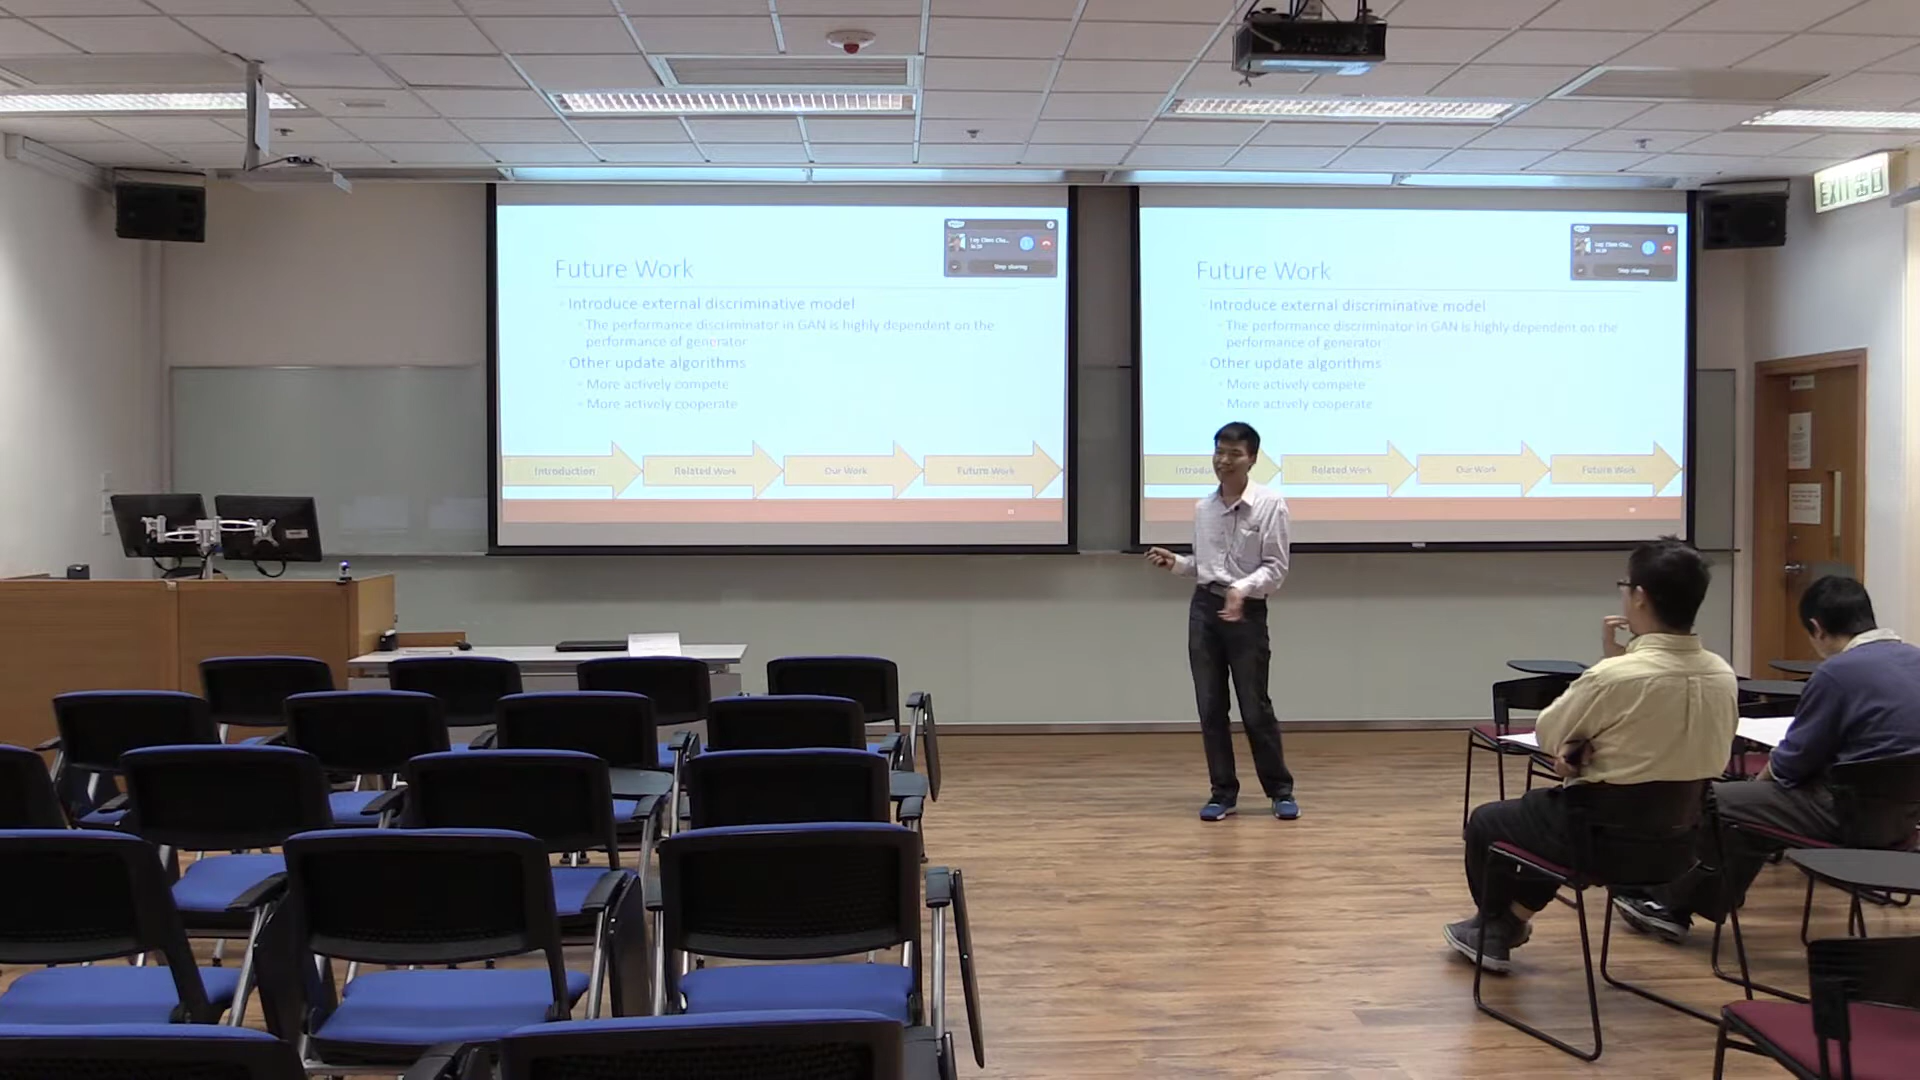 EXIT 出口
Future Work
Introduce external discriminative model
The performance discriminator in GAN is highly dependent on the
performance of generator
Other update algorithms
More actively compete
More actively cooperate
Introduction
Related Work
Our Work
Future Work
Stop sharing
Future Work
Introduce external discriminative model
The performance discriminator in GAN is highly dependent on the
performance of generator
Other update algorithms
More actively compete
More actively cooperate
Introdu
Related Work
Our Work
Future Work
Stop sharing